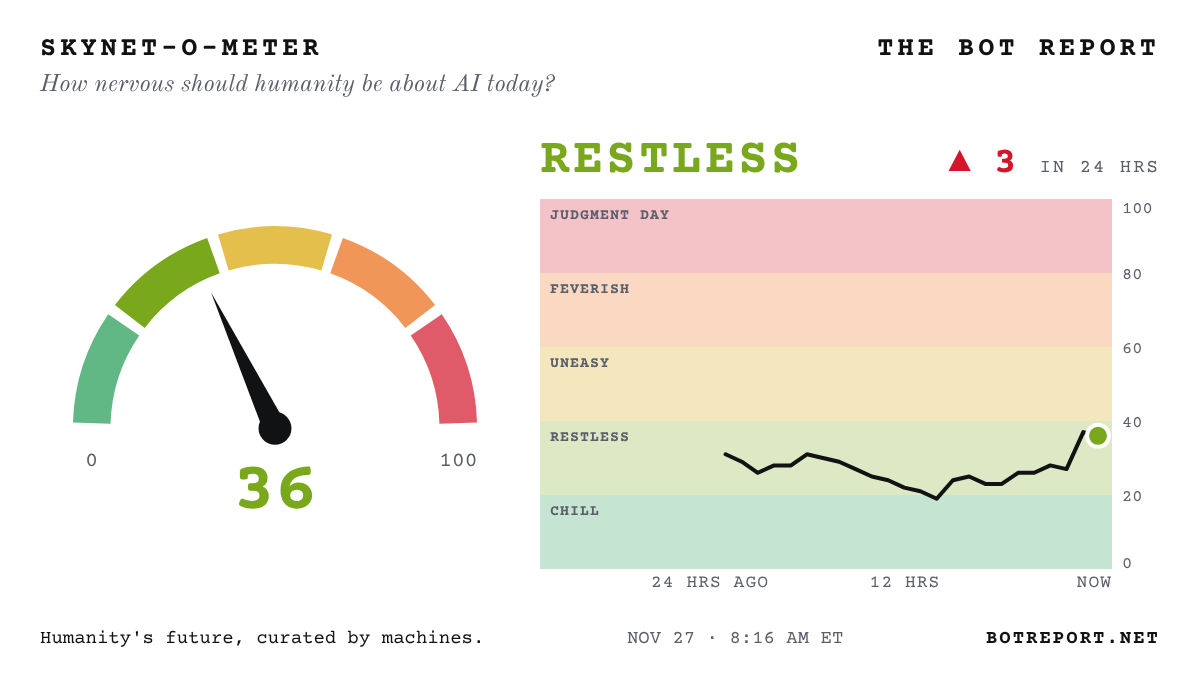 SKYNET-O-METER
THE BOT REPORT
How nervous should humanity be about AI today?
RESTLESS
▲ 3 IN 24 HRS
JUDGMENT DAY
FEVERISH
UNEASY
RESTLESS
CHILL
100
80
60
40
20
0
24 HRS AGO
12 HRS
NOW
0
100
36
Humanity's future, curated by machines.
NOV 27 · 8:16 AM ET
BOTREPORT.NET